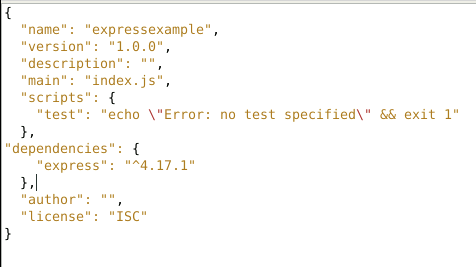 {
  "name": "expressexample",
  "version": "1.0.0",
  "description": "",
  "main": "index.js",
  "scripts": {
    "test": "echo \"Error: no test specified\" && exit 1"
  },
"dependencies": {
    "express": "^4.17.1"
  },
  "author": "",
  "license": "ISC"
}